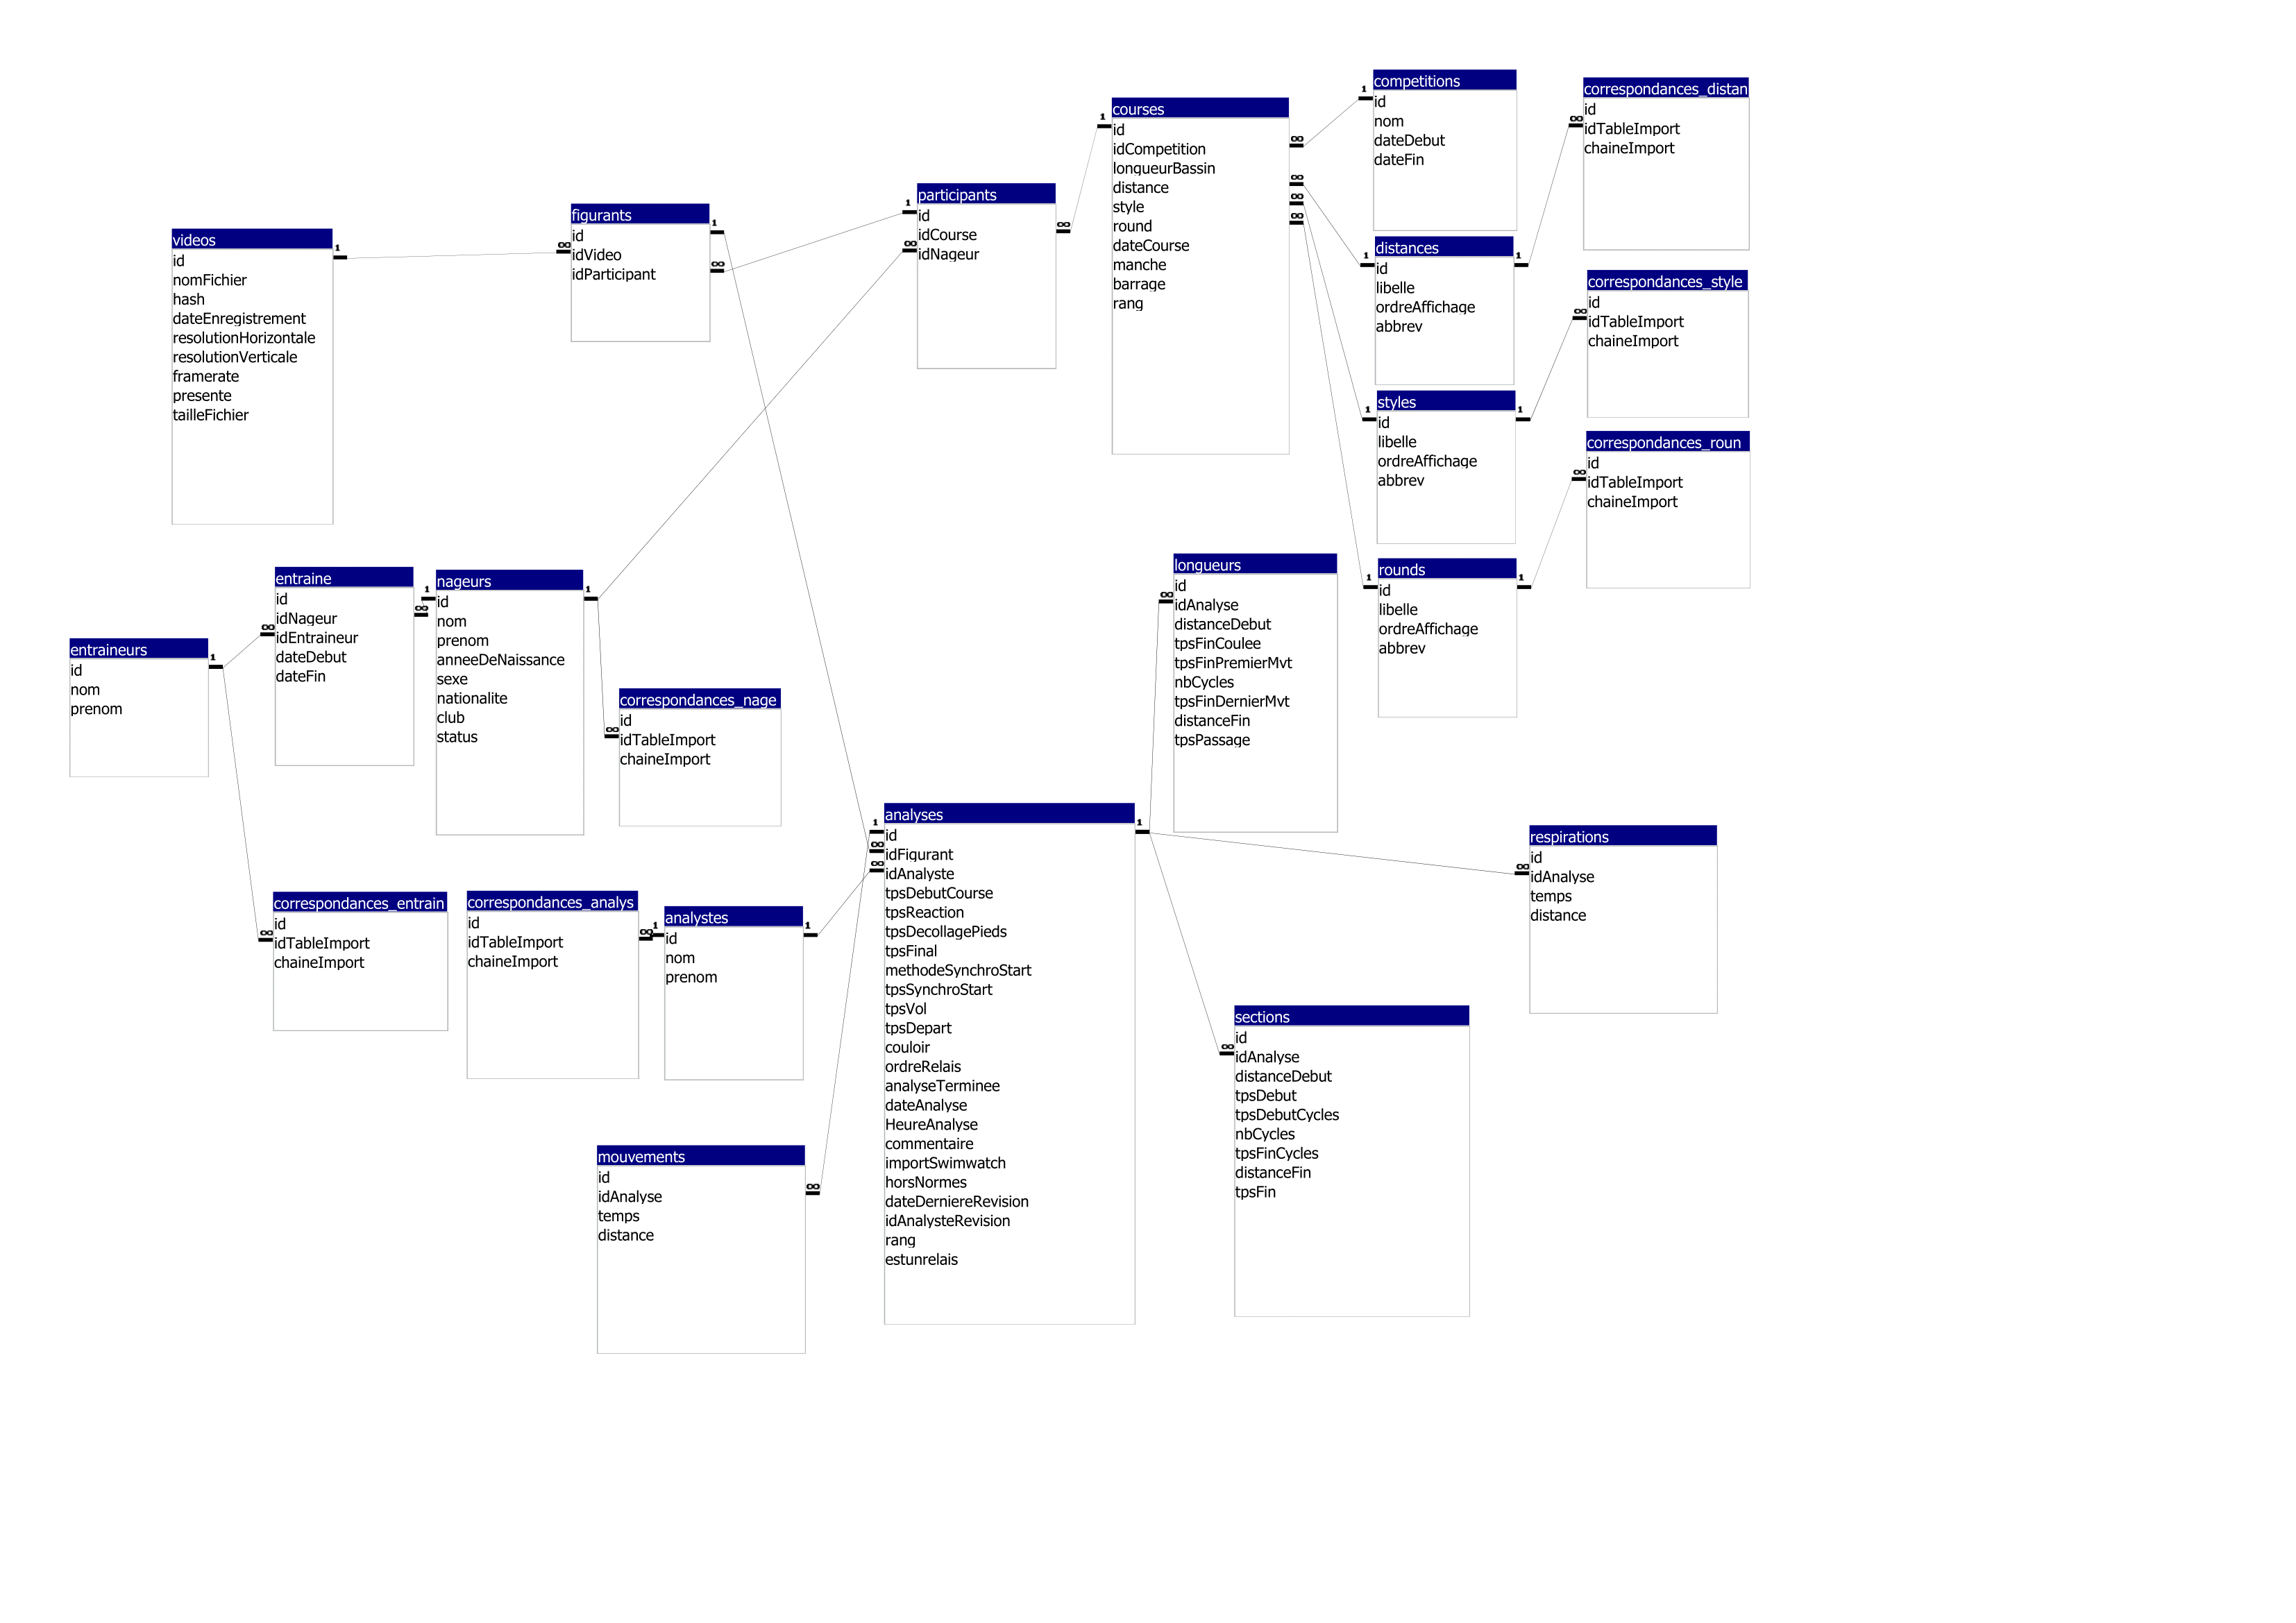 competitions
id
nom
dateDebut
dateFin
correspondances_distan
id
idTableImport
chaineImport
courses
id
idCompetition
longueurBassin
distance
style
round
dateCourse
manche
barrage
rang
participants
id
idCourse
idNageur
figurants
id
idVideo
idParticipant
videos
id
nomFichier
hash
dateEnregistrement
resolutionHorizontale
resolutionVerticale
framerate
presente
tailleFichier
distances
id
libelle
ordreAffichage
abbrev
correspondances_style
id
idTableImport
chaineImport
styles
id
libelle
ordreAffichage
abbrev
correspondances_roun
id
idTableImport
chaineImport
rounds
id
libelle
ordreAffichage
abbrev
longueurs
id
idAnalyse
distanceDebut
tpsFinCoulee
tpsFinPremierMvt
nbCycles
tpsFinDernierMvt
distanceFin
tpsPassage
entraine
id
idNageur
idEntraineur
dateDebut
dateFin
nageurs
id
nom
prenom
anneeDeNaissance
sexe
nationalite
club
status
entraineurs
id
nom
prenom
correspondances_nage
id
idTableImport
chaineImport
analyses
id
idFigurant
idAnalyste
tpsDebutCourse
tpsReaction
tpsDecollagePieds
tpsFinal
methodeSynchroStart
tpsSynchroStart
tpsVol
tpsDepart
couloir
ordreRelais
analyseTerminee
dateAnalyse
HeureAnalyse
commentaire
importSwimwatch
horsNormes
dateDerniereRevision
idAnalysteRevision
rang
estunrelais
respirations
id
idAnalyse
temps
distance
correspondances_entrain
id
idTableImport
chaineImport
correspondances_analys
id
idTableImport
chaineImport
analystes
id
nom
prenom
sections
id
idAnalyse
distanceDebut
tpsDebut
tpsDebutCycles
nbCycles
tpsFinCycles
distanceFin
tpsFin
mouvements
id
idAnalyse
temps
distance